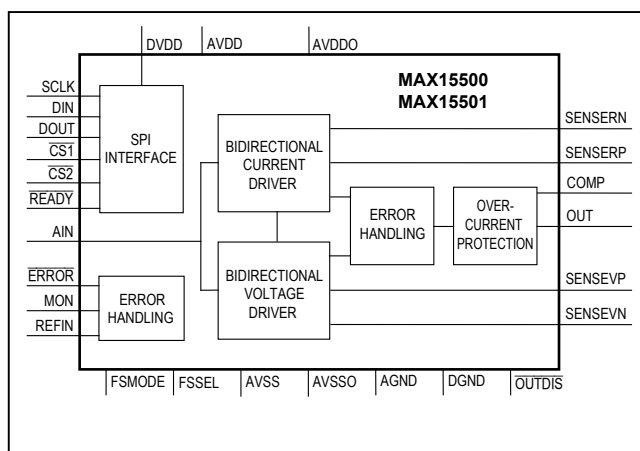 DVDD
AVDD
AVDDO
MAX15500
MAX15501
SCLK
DIN
DOUT
CS1
CS2
READY
AIN
ERROR
MON
REFIN
SPI
INTERFACE
BIDIRECTIONAL
CURRENT
DRIVER
BIDIRECTIONAL
VOLTAGE
DRIVER
ERROR
HANDLING
OVER-
CURRENT
PROTECTION
ERROR
HANDLING
SENSERN
SENSERP
COMP
OUT
SENSEVP
SENSEVN
FSMODE
FSSEL
AVSS
AVSSO
AGND
DGND
OUTDIS